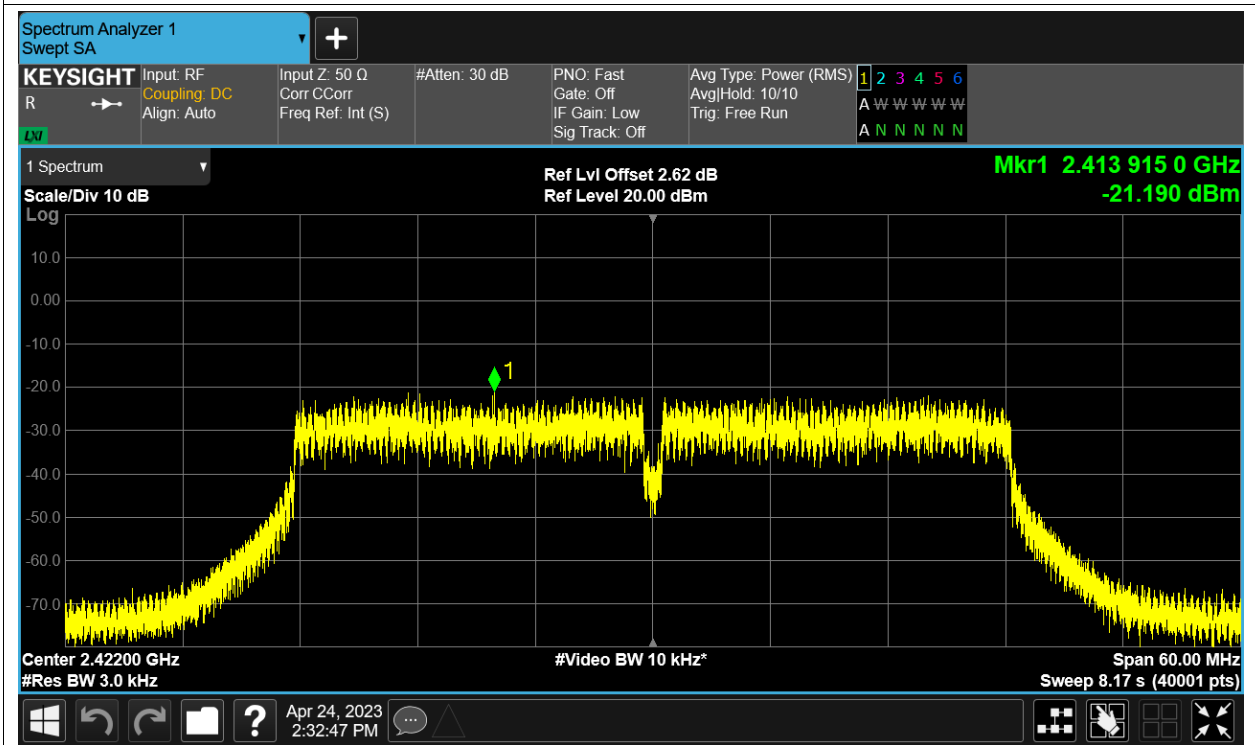 Spectrum Analyzer 1
Swept SA
KEYSIGHT
R
LXI
Input: RF
Coupling: DC
Align: Auto
Input Z: 50 Ω
Corr CCorr
Freq Ref: Int (S)
#Atten: 30 dB
PNO: Fast
Gate: Off
IF Gain: Low
Sig Track: Off
Avg Type: Power (RMS)
Avg|Hold: 10/10
Trig: Free Run
1 2 3 4 5 6
A W W W W W
A N N N N N
1 Spectrum
Scale/Div 10 dB
Log
Ref Lvl Offset 2.62 dB
Ref Level 20.00 dBm
Mkr1 2.413 915 0 GHz
-21.190 dBm
10.0
0.00
-10.0
-20.0
-30.0
-40.0
-50.0
-60.0
-70.0
1
Center 2.42200 GHz
#Res BW 3.0 kHz
#Video BW 10 kHz*
Span 60.00 MHz
Sweep 8.17 s (40001 pts)
?
Apr 24, 2023
2:32:47 PM